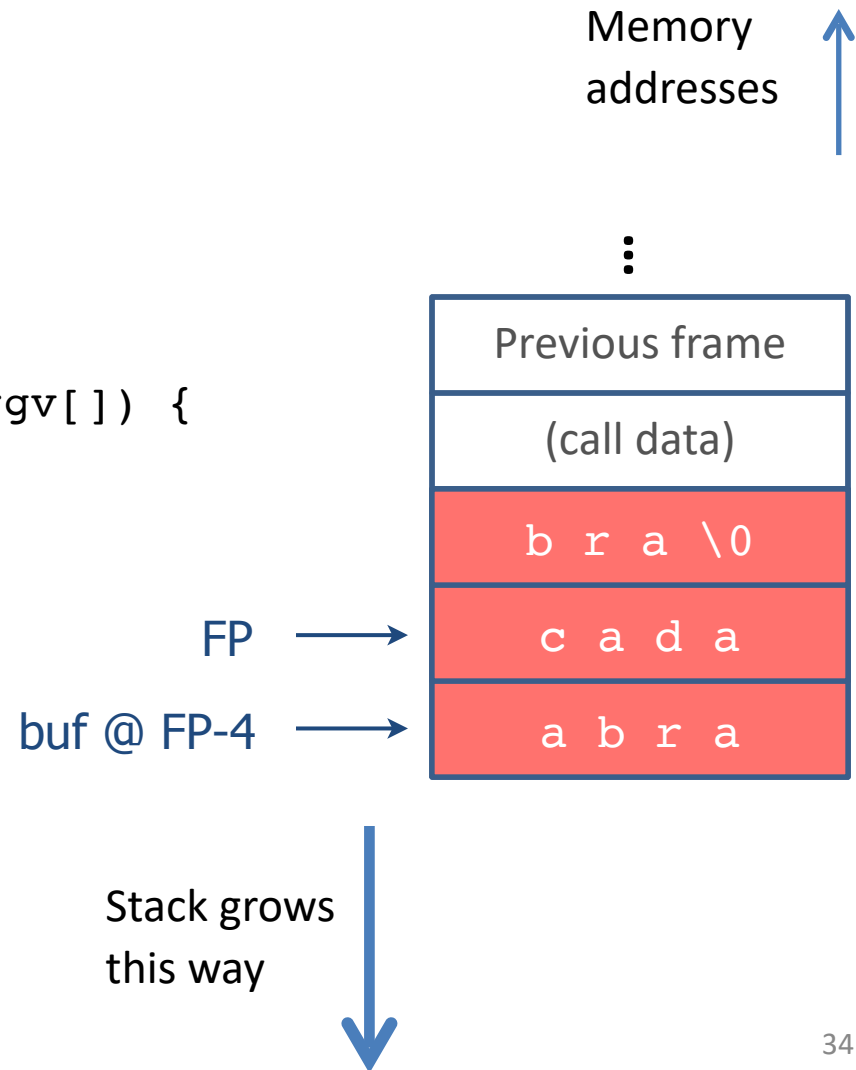 Memory
addresses
⋮
Previous frame
gv[]) {
(call data)
b r a \0
FP
c a d a
buf @ FP-4
a b r a
Stack grows
this way
34